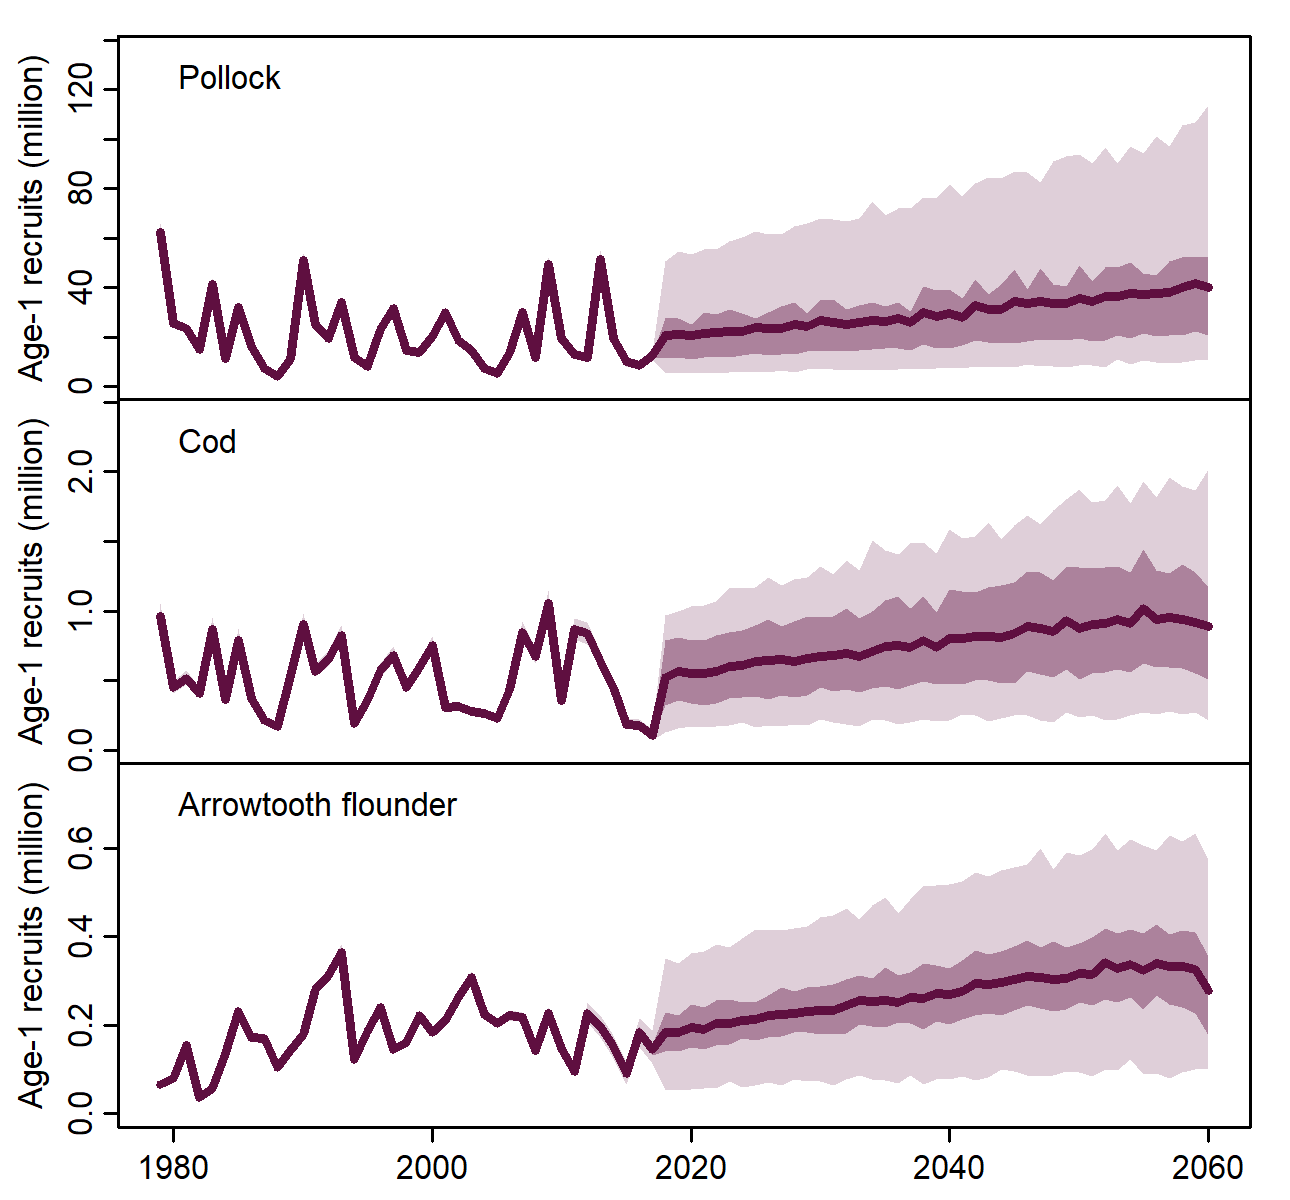 Pollock
Age-1 recruits (million)
0 40 80 120
Cod
Age-1 recruits (million)
0.0 1.0 2.0
Arrowtooth flounder
Age-1 recruits (million)
0.0 0.2 0.4 0.6
1980 2000 2020 2040 2060